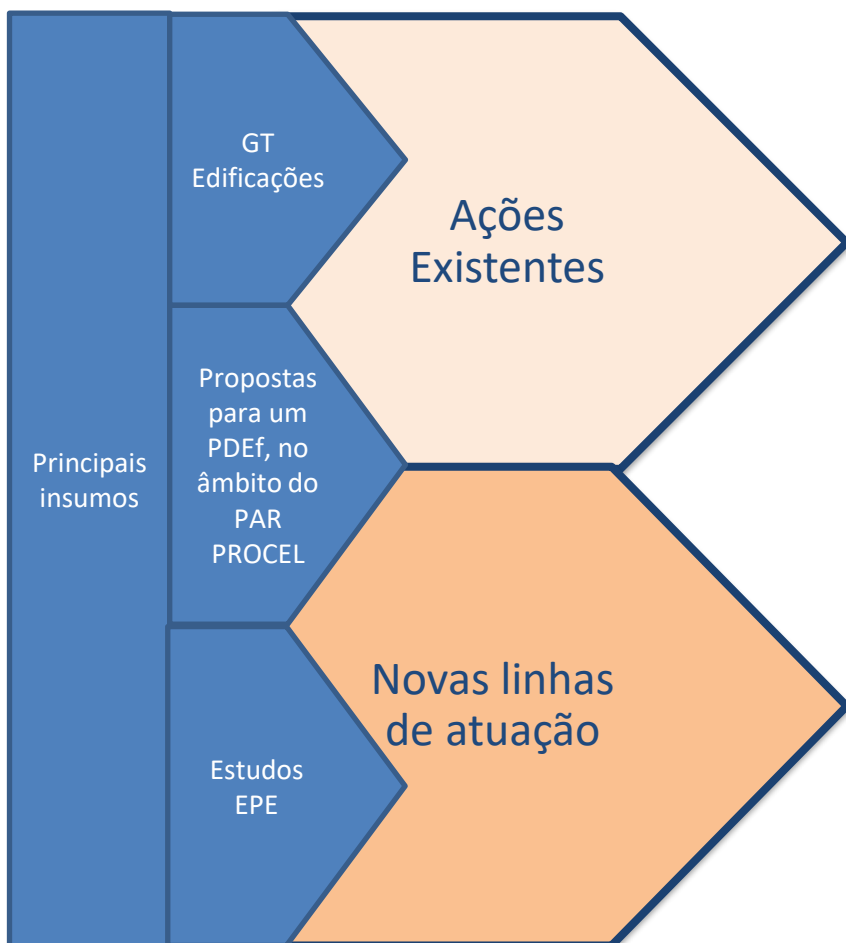 Principais
insumos
GT
Edificações
Propostas
para um
PDEf, no
âmbito do
PAR
PROCEL
Estudos
EPE
Ações
Existentes
Novas linhas
de atuação